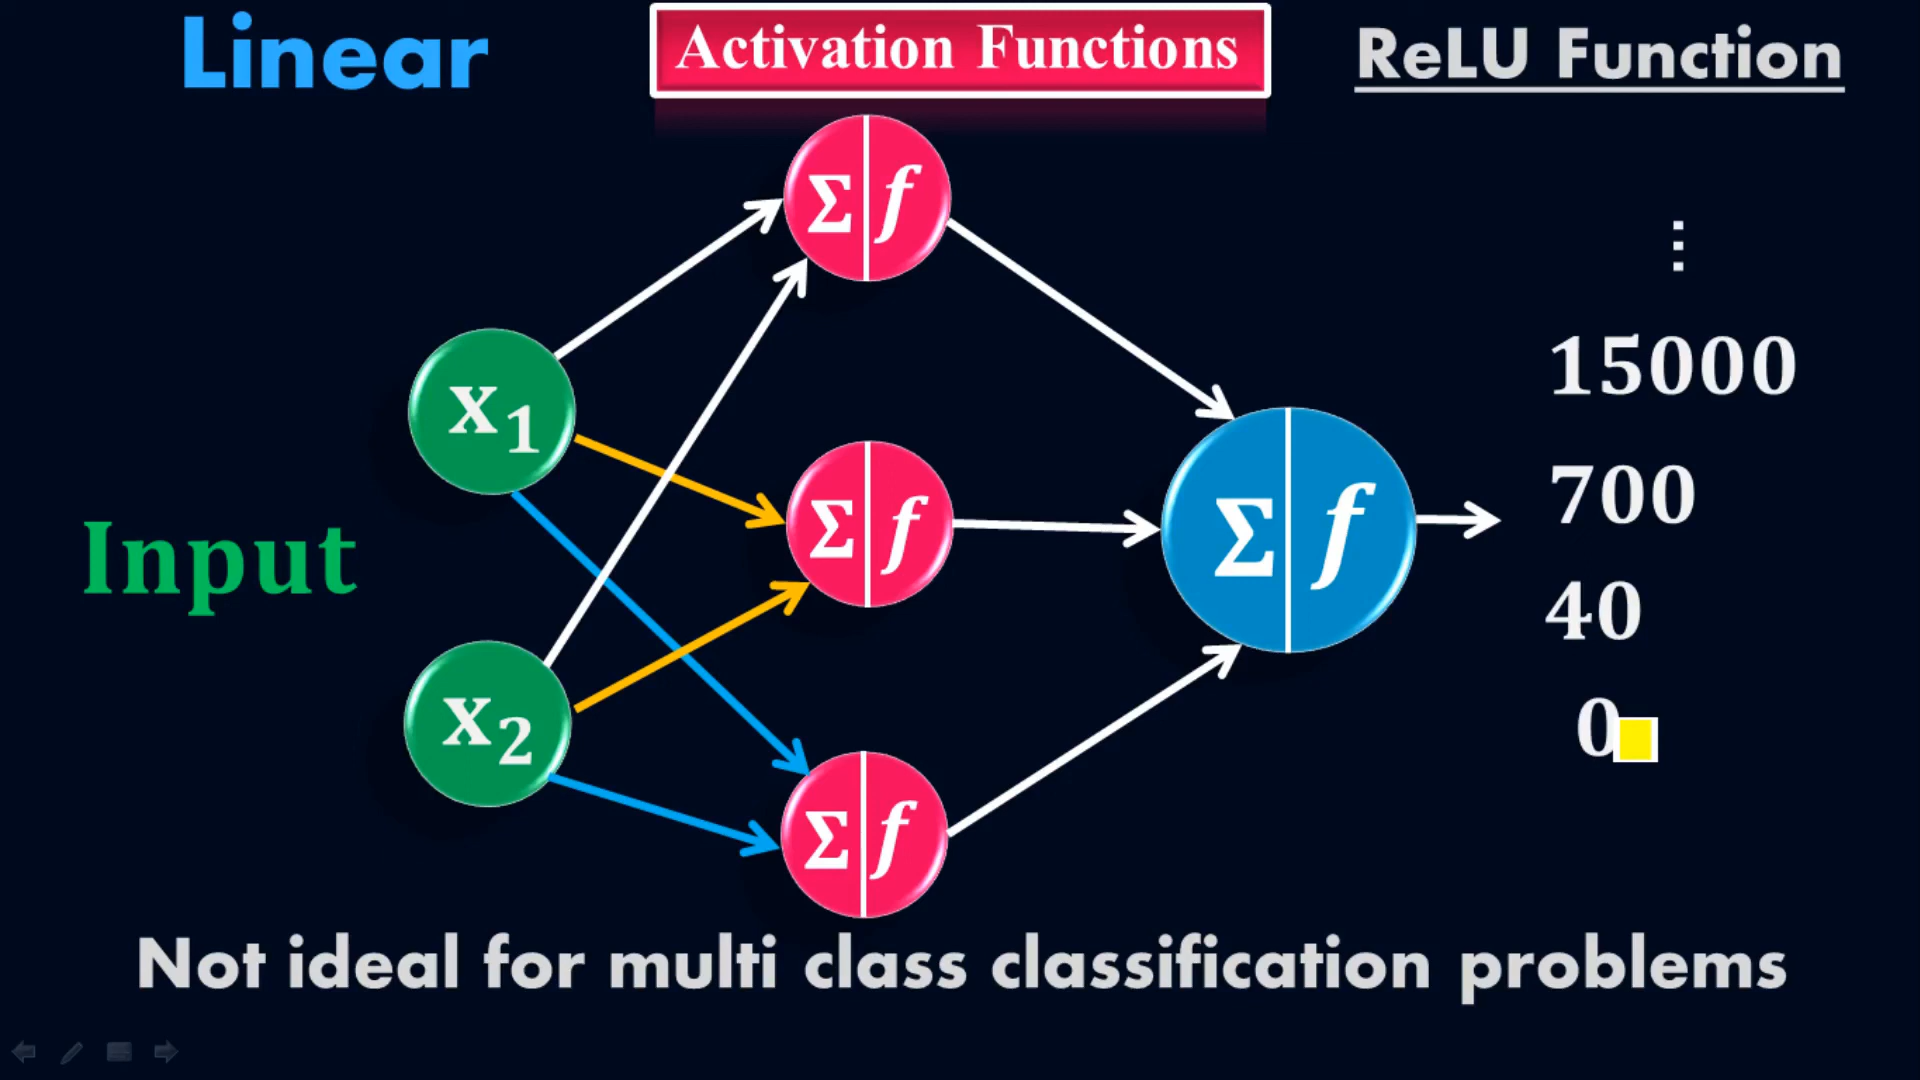 Linear
Activation Functions
ReLU Function
Σ f
⋮
x1
15000
Σ f
Σ f
700
Input
40
x2
0
Σ f
Not ideal for multi class classification problems